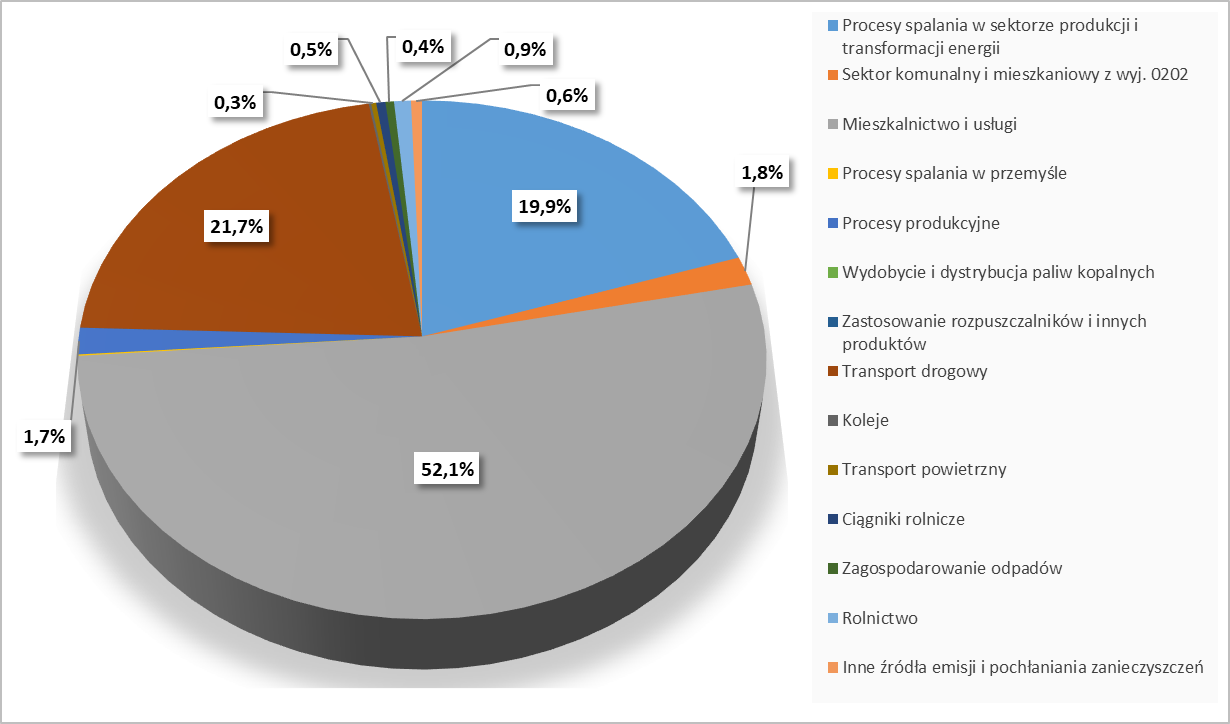 0,5%
0,4%
0,9%
0,3%
0,6%
1,8%
19,9%
21,7%
1,7%
52,1%
Procesy spalania w sektorze produkcji i
transformacji energii
Sektor komunalny i mieszkaniowy z wyj. 0202
Mieszkalnictwo i usługi
Procesy spalania w przemyśle
Procesy produkcyjne
Wydobycie i dystrybucja paliw kopalnych
Zastosowanie rozpuszczalników i innych
produktów
Transport drogowy
Koleje
Transport powietrzny
Ciągniki rolnicze
Zagospodarowanie odpadów
Rolnictwo
Inne źródła emisji i pochłaniania zanieczyszczeń